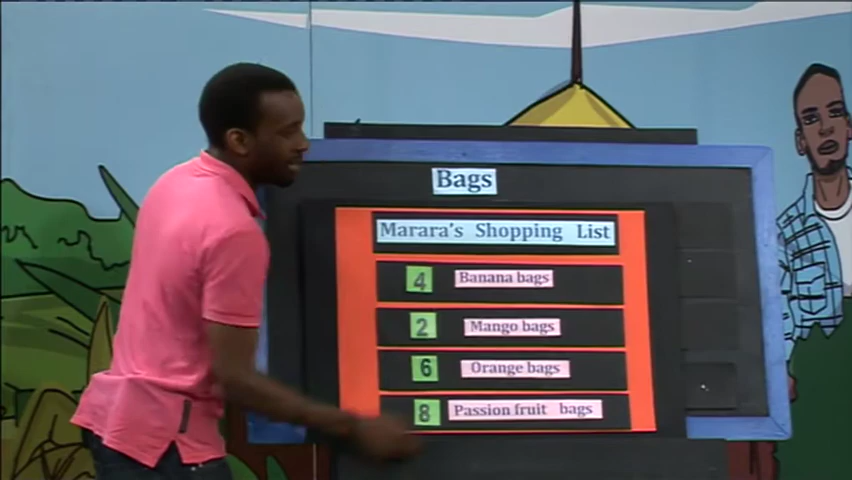 Bags
Marara's Shopping List
4 Banana bags
2 Mango bags
6 Orange bags
8 Passion fruit bags